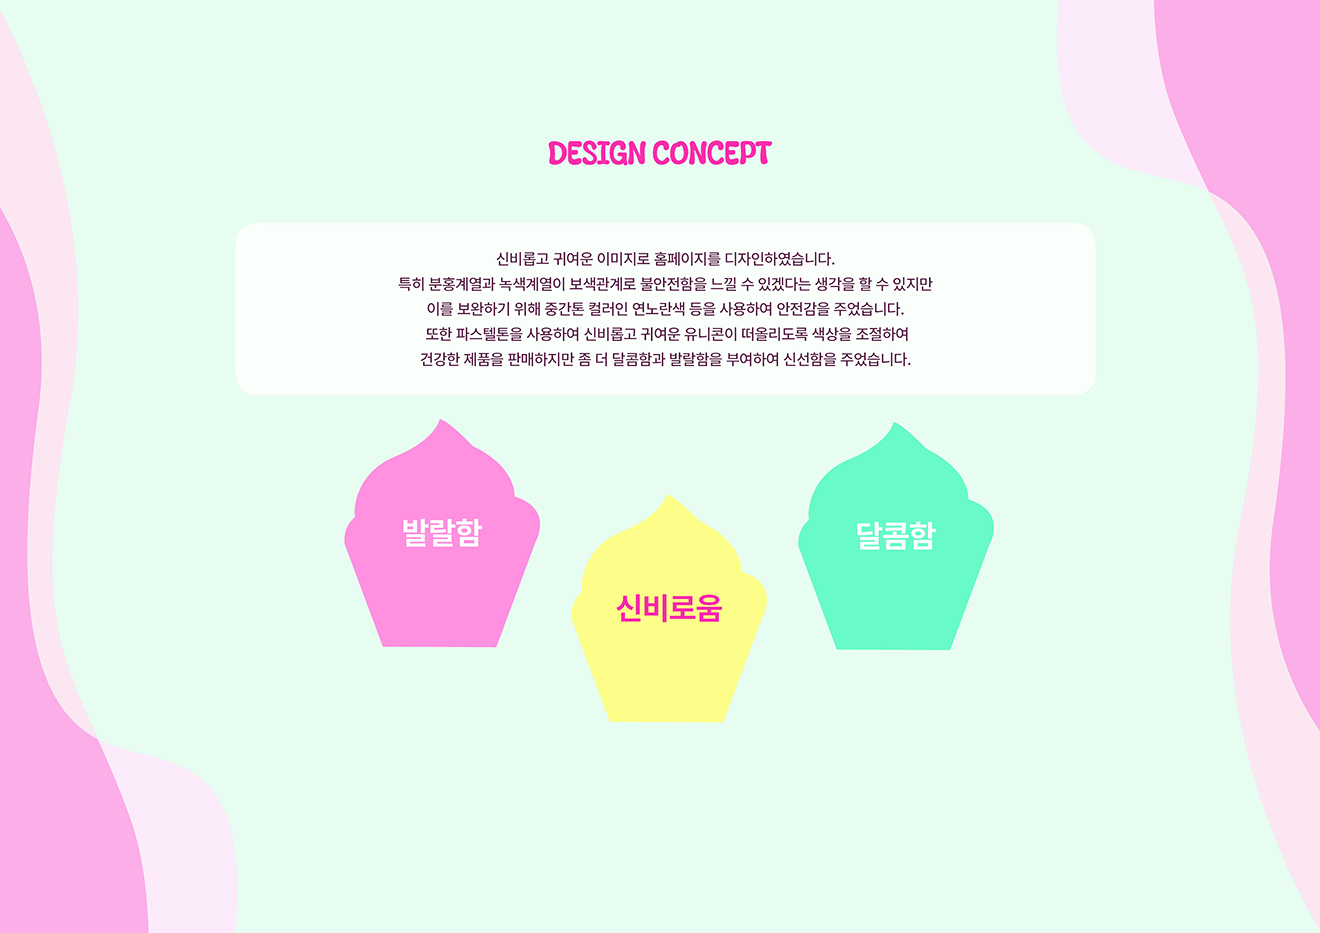 DESIGN CONCEPT
신비롭고 귀여운 이미지로 홈페이지를 디자인하였습니다.
특히 분홍계열과 녹색계열이 보색관계로 불안전함을 느낄 수 있겠다는 생각을 할 수 있지만
이를 보완하기 위해 중간톤 컬러인 연노란색 등을 사용하여 안전감을 주었습니다.
또한 파스텔톤을 사용하여 신비롭고 귀여운 유니콘이 떠올리도록 색상을 조절하여
건강한 제품을 판매하지만 좀 더 달콤함과 발랄함을 부여하여 신선함을 주었습니다.
발랄함
신비로움
달콤함